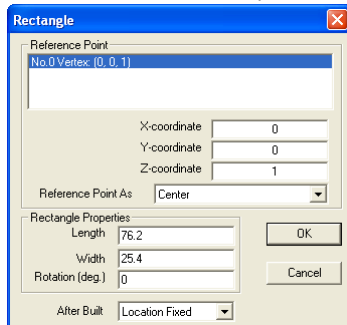 Rectangle
Reference Point
No.0 Vertex: (0, 0, 1)
X-coordinate 0
Y-coordinate 0
Z-coordinate 1
Reference Point As Center
Rectangle Properties
Length 76.2
OK
Width 25.4
Rotation (deg.) 0
Cancel
After Built Location Fixed